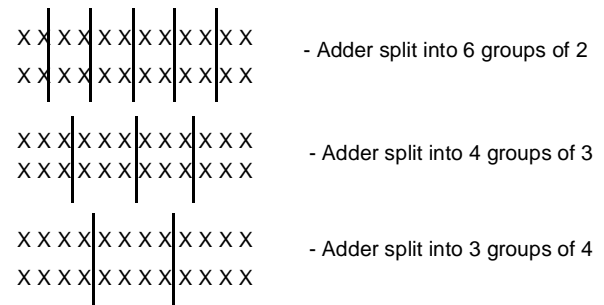 X X X X X X X X X X X X
- Adder split into 6 groups of 2
X X X X X X X X X X X X
X X X X X X X X X X X X
- Adder split into 4 groups of 3
X X X X X X X X X X X X
X X X X X X X X X X X X
- Adder split into 3 groups of 4
X X X X X X X X X X X X